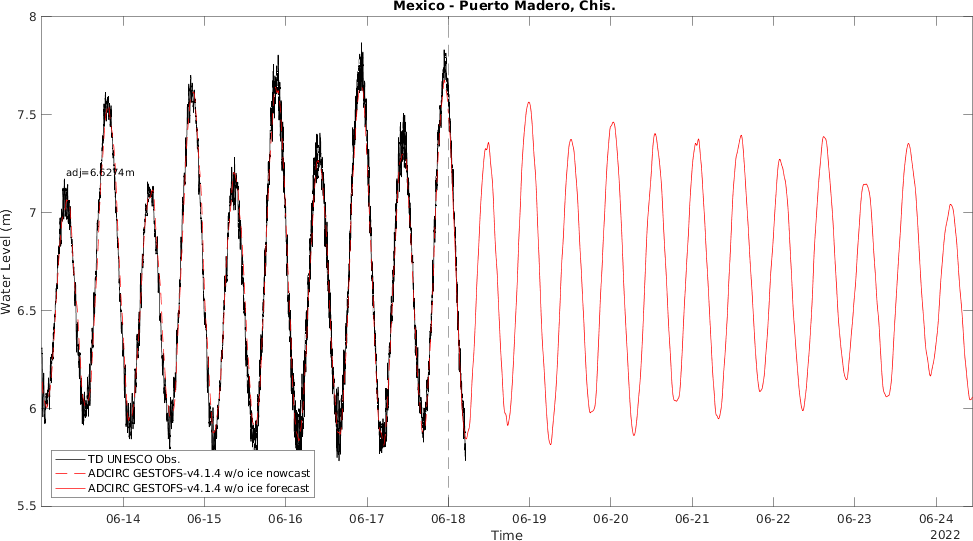 Mexico - Puerto Madero, Chis.
8
7.5
7
6.5
6
5.5
Water Level (m)
adj=6.6274m
TD UNESCO Obs.
ADCIRC GESTOFS-v4.1.4 w/o ice nowcast
ADCIRC GESTOFS-v4.1.4 w/o ice forecast
06-14 06-15 06-16 06-17 06-18 06-19 06-20 06-21 06-22 06-23 06-24
2022
Time